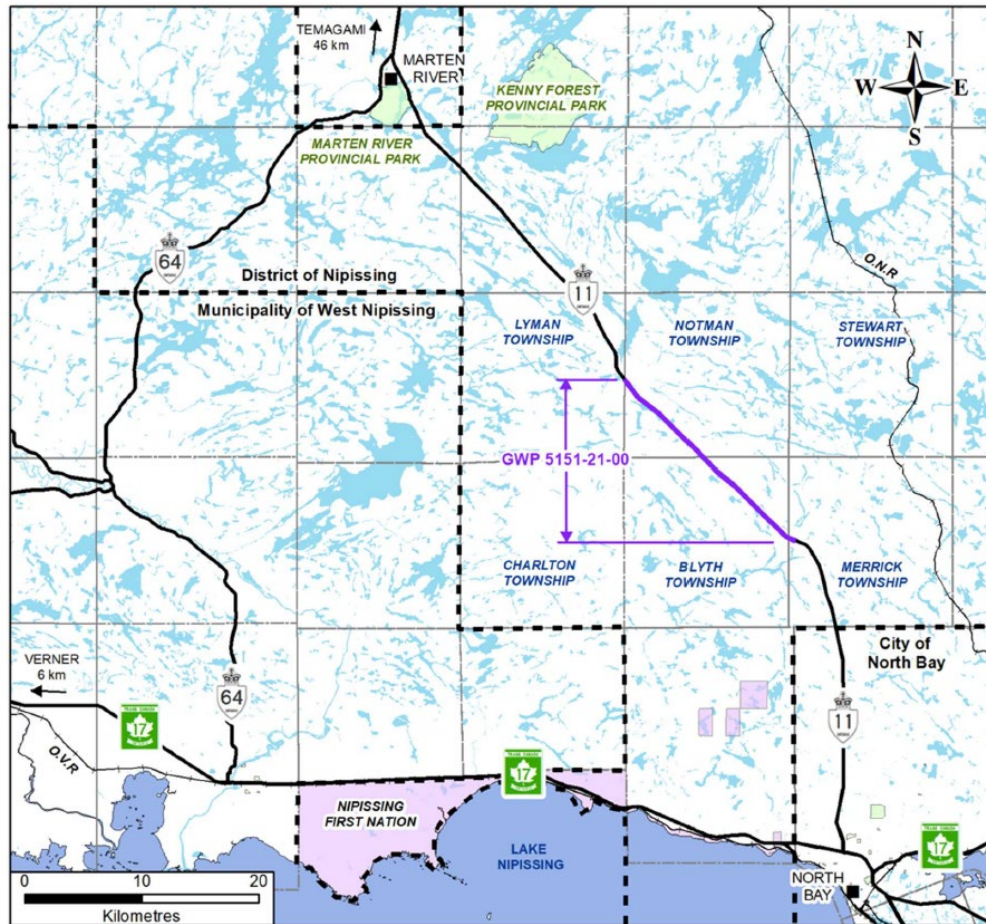 TEMAGAMI
46 km
MARTEN
RIVER
N
W E
S
KENNY FOREST
PROVINCIAL PARK
MARTEN RIVER
PROVINCIAL PARK
64
O.N.R
District of Nipissing
11
Municipality of West Nipissing
LYMAN
TOWNSHIP
NOTMAN
TOWNSHIP
STEWART
TOWNSHIP
GWP 5151-21-00
CHARLTON
TOWNSHIP
BLYTH
TOWNSHIP
MERRICK
TOWNSHIP
City of
North Bay
VERNER
6 km
64
11
17
O.V.R
17
NIPISSING
FIRST NATION
LAKE
NIPISSING
17
NORTH
BAY
0 10 20
Kilometres